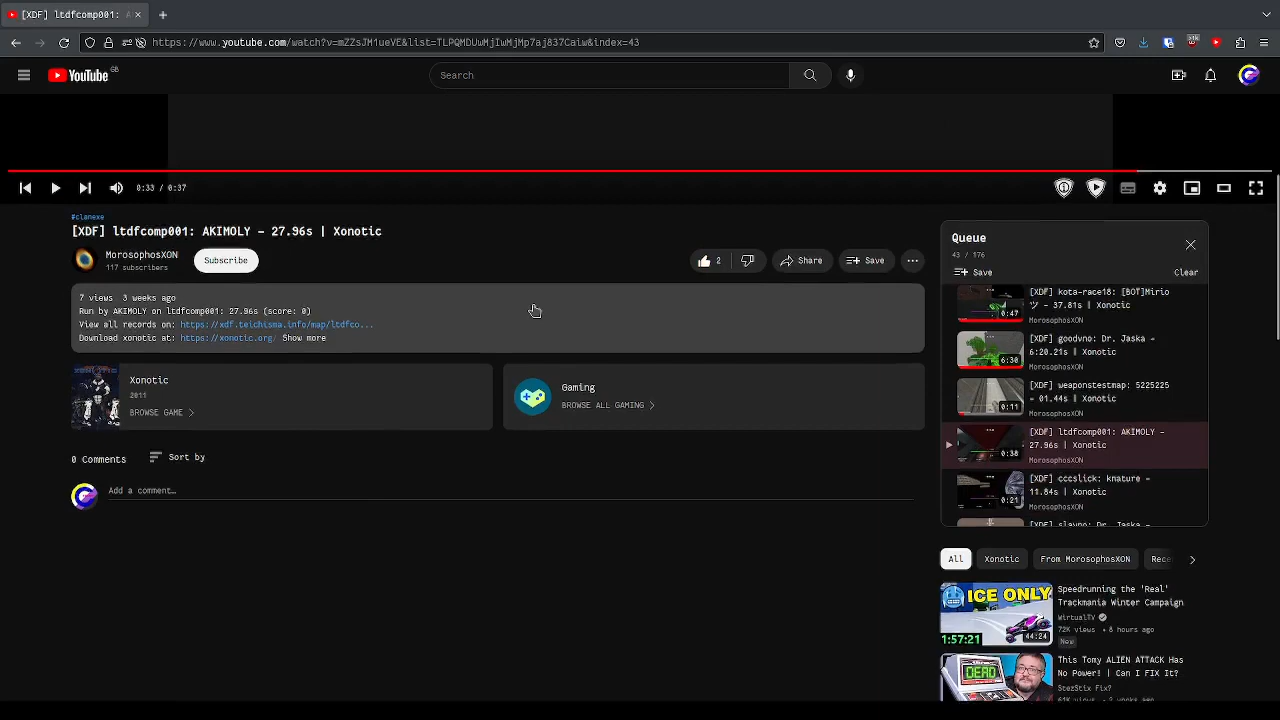 [XDF] ltdfcomp001: A
https://www.youtube.com/watch?v=mZZsJM1ueVE&list=TLPQMDUwMjIwMjMp7aj837Caiw&index=43
YouTube GB
Search
0:33 / 0:37
#clanexe
[XDF] ltdfcomp001: AKIMOLY – 27.96s | Xonotic
MorosophosXON
117 subscribers
Subscribe
2
Share
Save
7 views 3 weeks ago
Run by AKIMOLY on ltdfcomp001: 27.96s (score: 0)
View all records on: https://xdf.teichisma.info/map/ltdfco...
Download xonotic at: https://xonotic.org/ Show more
Xonotic
2011
BROWSE GAME
Gaming
BROWSE ALL GAMING
0 Comments
Sort by
Add a comment…
Queue
43 / 176
Save
Clear
[XDF] kota-race18: [BOT]Mirio
ツ – 37.81s | Xonotic
MorosophosXON
0:47
[XDF] goodvno: Dr. Jaska –
6:20.21s | Xonotic
MorosophosXON
6:30
[XDF] weaponstestmap: 5225225
– 01.44s | Xonotic
MorosophosXON
0:11
[XDF] ltdfcomp001: AKIMOLY –
27.96s | Xonotic
MorosophosXON
0:38
[XDF] cccslick: knature –
11.84s | Xonotic
MorosophosXON
0:21
All
Xonotic
From MorosophosXON
Rece
ICE ONLY
1:57:21
44:24
Speedrunning the 'Real'
Trackmania Winter Campaign
WirtualTV
72K views • 8 hours ago
New
DEAD
This Tomy ALIEN ATTACK Has
No Power! | Can I FIX It?
StezStix Fix?